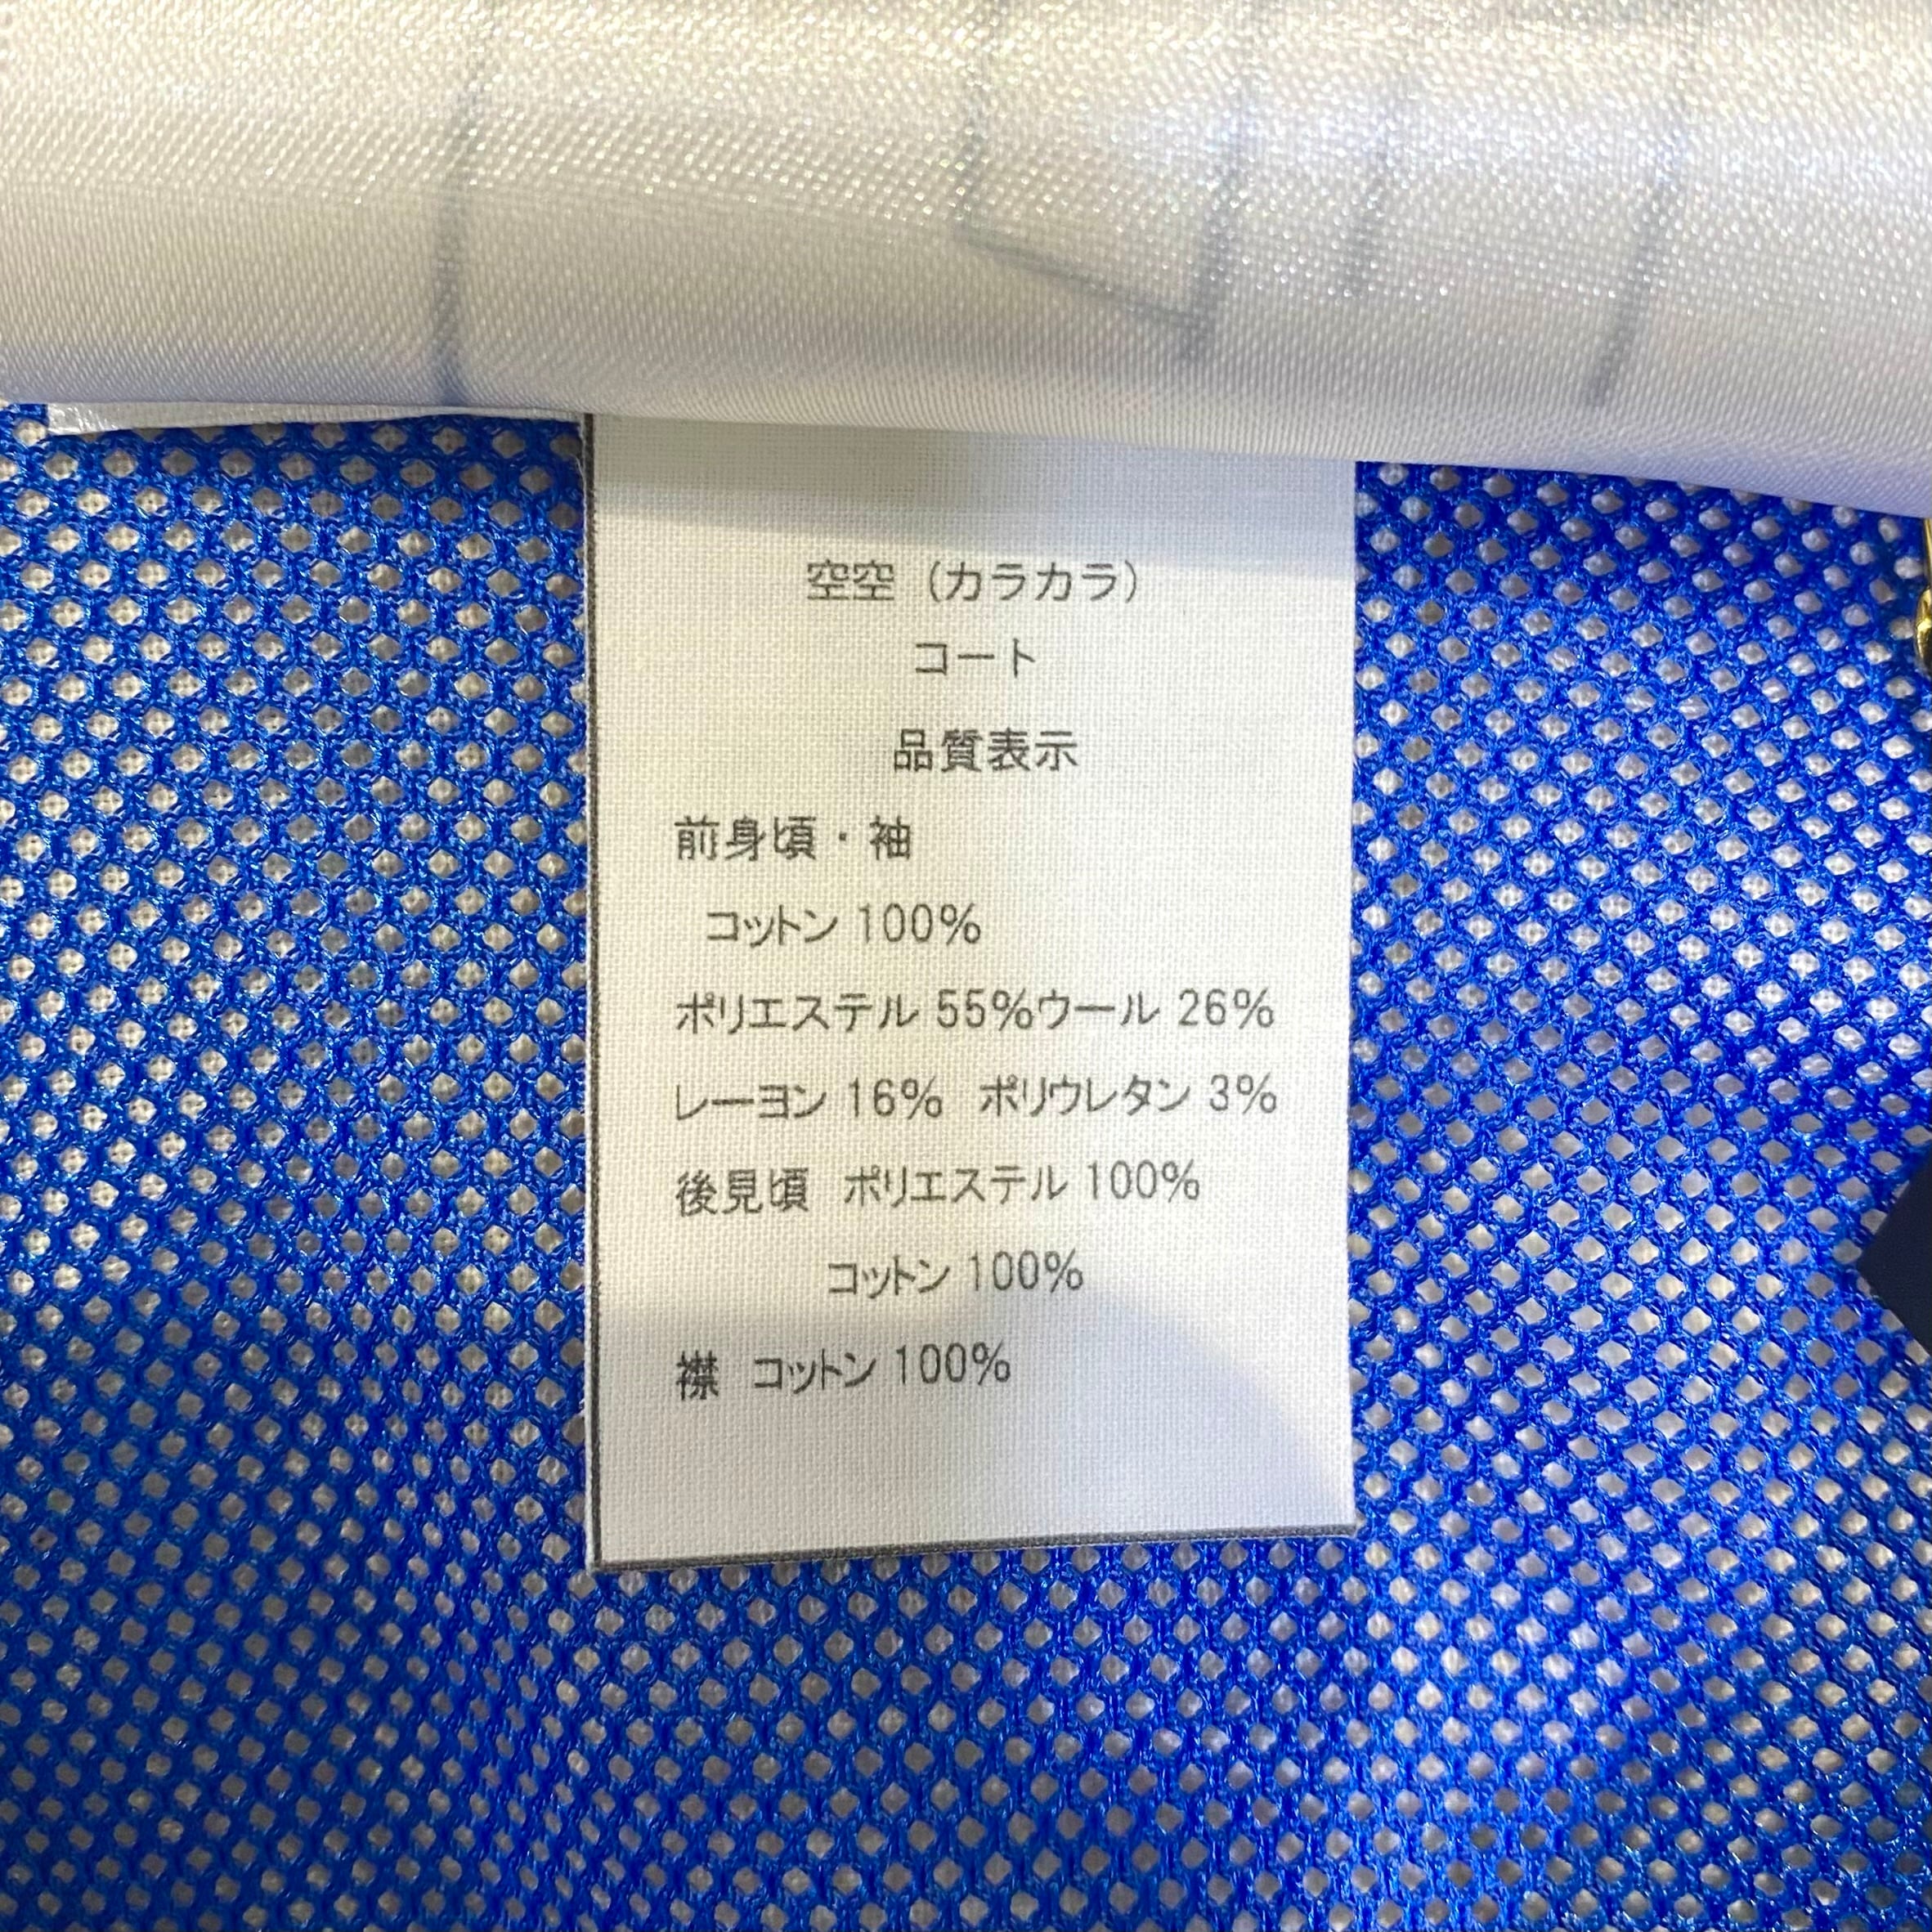 空空（カラカラ）
コート
品質表示
前身頃・袖
コットン 100%
ポリエステル 55%ウール 26%
レーヨン 16% ポリウレタン 3%
後見頃 ポリエステル 100%
コットン 100%
襟 コットン 100%